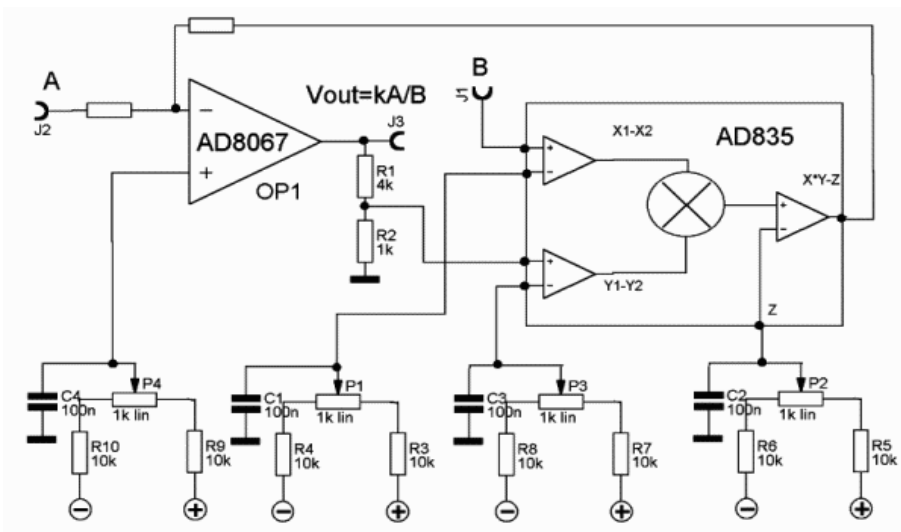 A
J2
−
AD8067
+
OP1
Vout=kA/B
J3
R1
4k
R2
1k
B
J1
AD835
X1-X2
X*Y-Z
Y1-Y2
Z
+
−
+
−
+
−
C4
100n
P4
1k lin
R10
10k
R9
10k
−
+
C1
100n
P1
1k lin
R4
10k
R3
10k
−
+
C3
100n
P3
1k lin
R8
10k
R7
10k
−
+
C2
100n
P2
1k lin
R6
10k
R5
10k
−
+